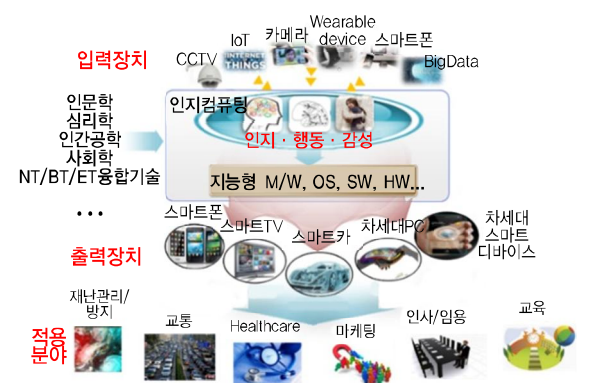 Wearable
device
IoT
카메라
스마트폰
입력장치
CCTV
INTERNET
THINGS
BigData
인문학
심리학
인간공학
사회학
NT/BT/ET융합기술
...
인지컴퓨팅
인지 · 행동 · 감성
지능형 M/W, OS, SW, HW...
출력장치
스마트폰
스마트TV
스마트카
차세대PC
차세대
스마트
디바이스
적용
분야
재난관리/
방지
교통
Healthcare
마케팅
인사/임용
교육